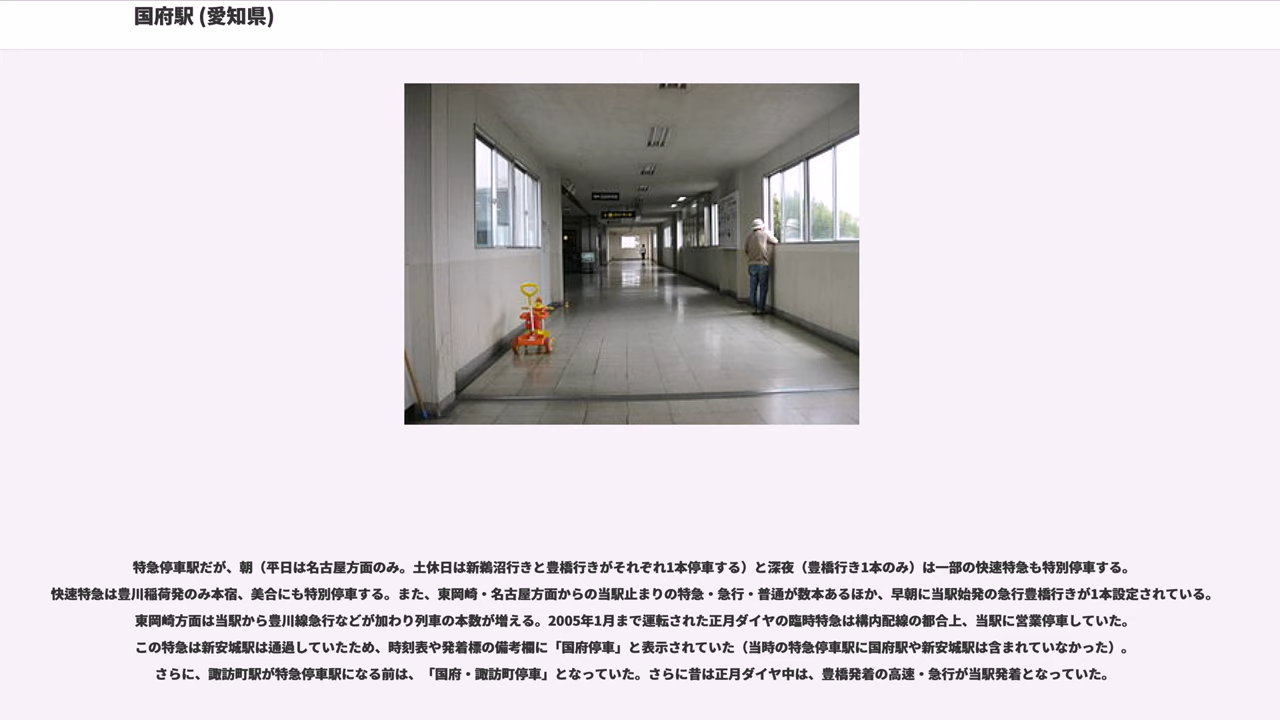 国府駅 (愛知県)
特急停車駅だが、朝（平日は名古屋方面のみ。土休日は新鵜沼行きと豊橋行きがそれぞれ1本停車する）と深夜（豊橋行き1本のみ）は一部の快速特急も特別停車する。
快速特急は豊川稲荷発のみ本宿、美合にも特別停車する。また、東岡崎・名古屋方面からの当駅止まりの特急・急行・普通が数本あるほか、早朝に当駅始発の急行豊橋行きが1本設定されている。
東岡崎方面は当駅から豊川線急行などが加わり列車の本数が増える。2005年1月まで運転された正月ダイヤの臨時特急は構内配線の都合上、当駅に営業停車していた。
この特急は新安城駅は通過していたため、時刻表や発着標の備考欄に「国府停車」と表示されていた（当時の特急停車駅に国府駅や新安城駅は含まれていなかった）。
さらに、諏訪町駅が特急停車駅になる前は、「国府・諏訪町停車」となっていた。さらに昔は正月ダイヤ中は、豊橋発着の高速・急行が当駅発着となっていた。